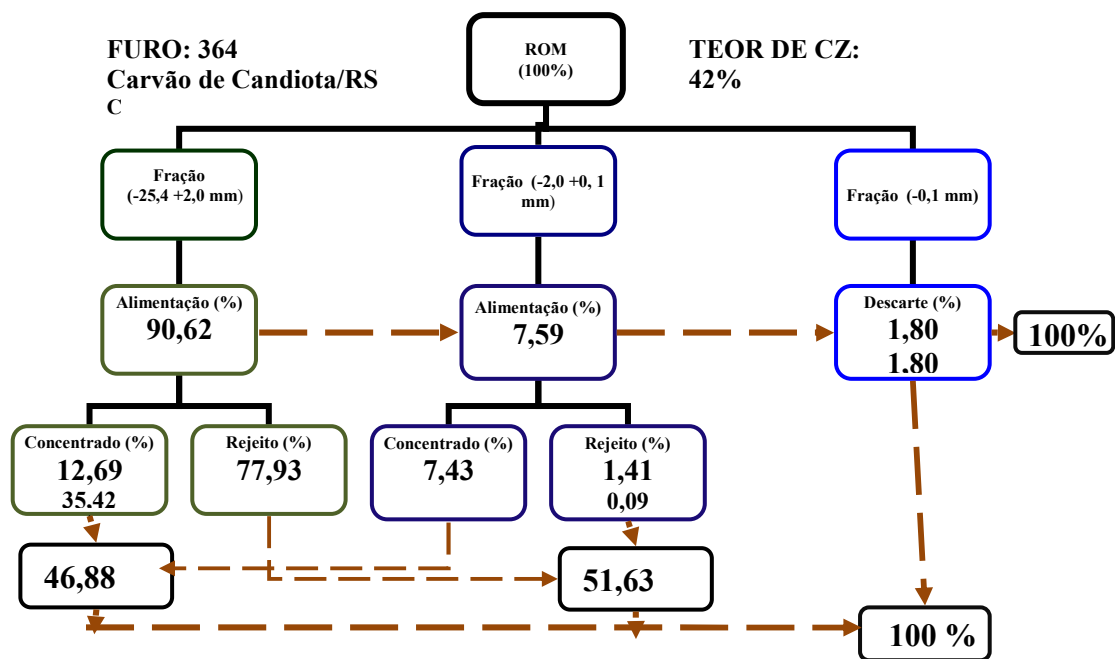 FURO: 364
Carvão de Candiota/RS
C
ROM
(100%)
TEOR DE CZ:
42%
Fração
(-25,4 +2,0 mm)
Fração (-2,0 +0, 1
mm)
Fração (-0,1 mm)
Alimentação (%)
90,62
Alimentação (%)
7,59
Descarte (%)
1,80
1,80
100%
Concentrado (%)
12,69
35,42
Rejeito (%)
77,93
Concentrado (%)
7,43
Rejeito (%)
1,41
0,09
46,88
51,63
100 %